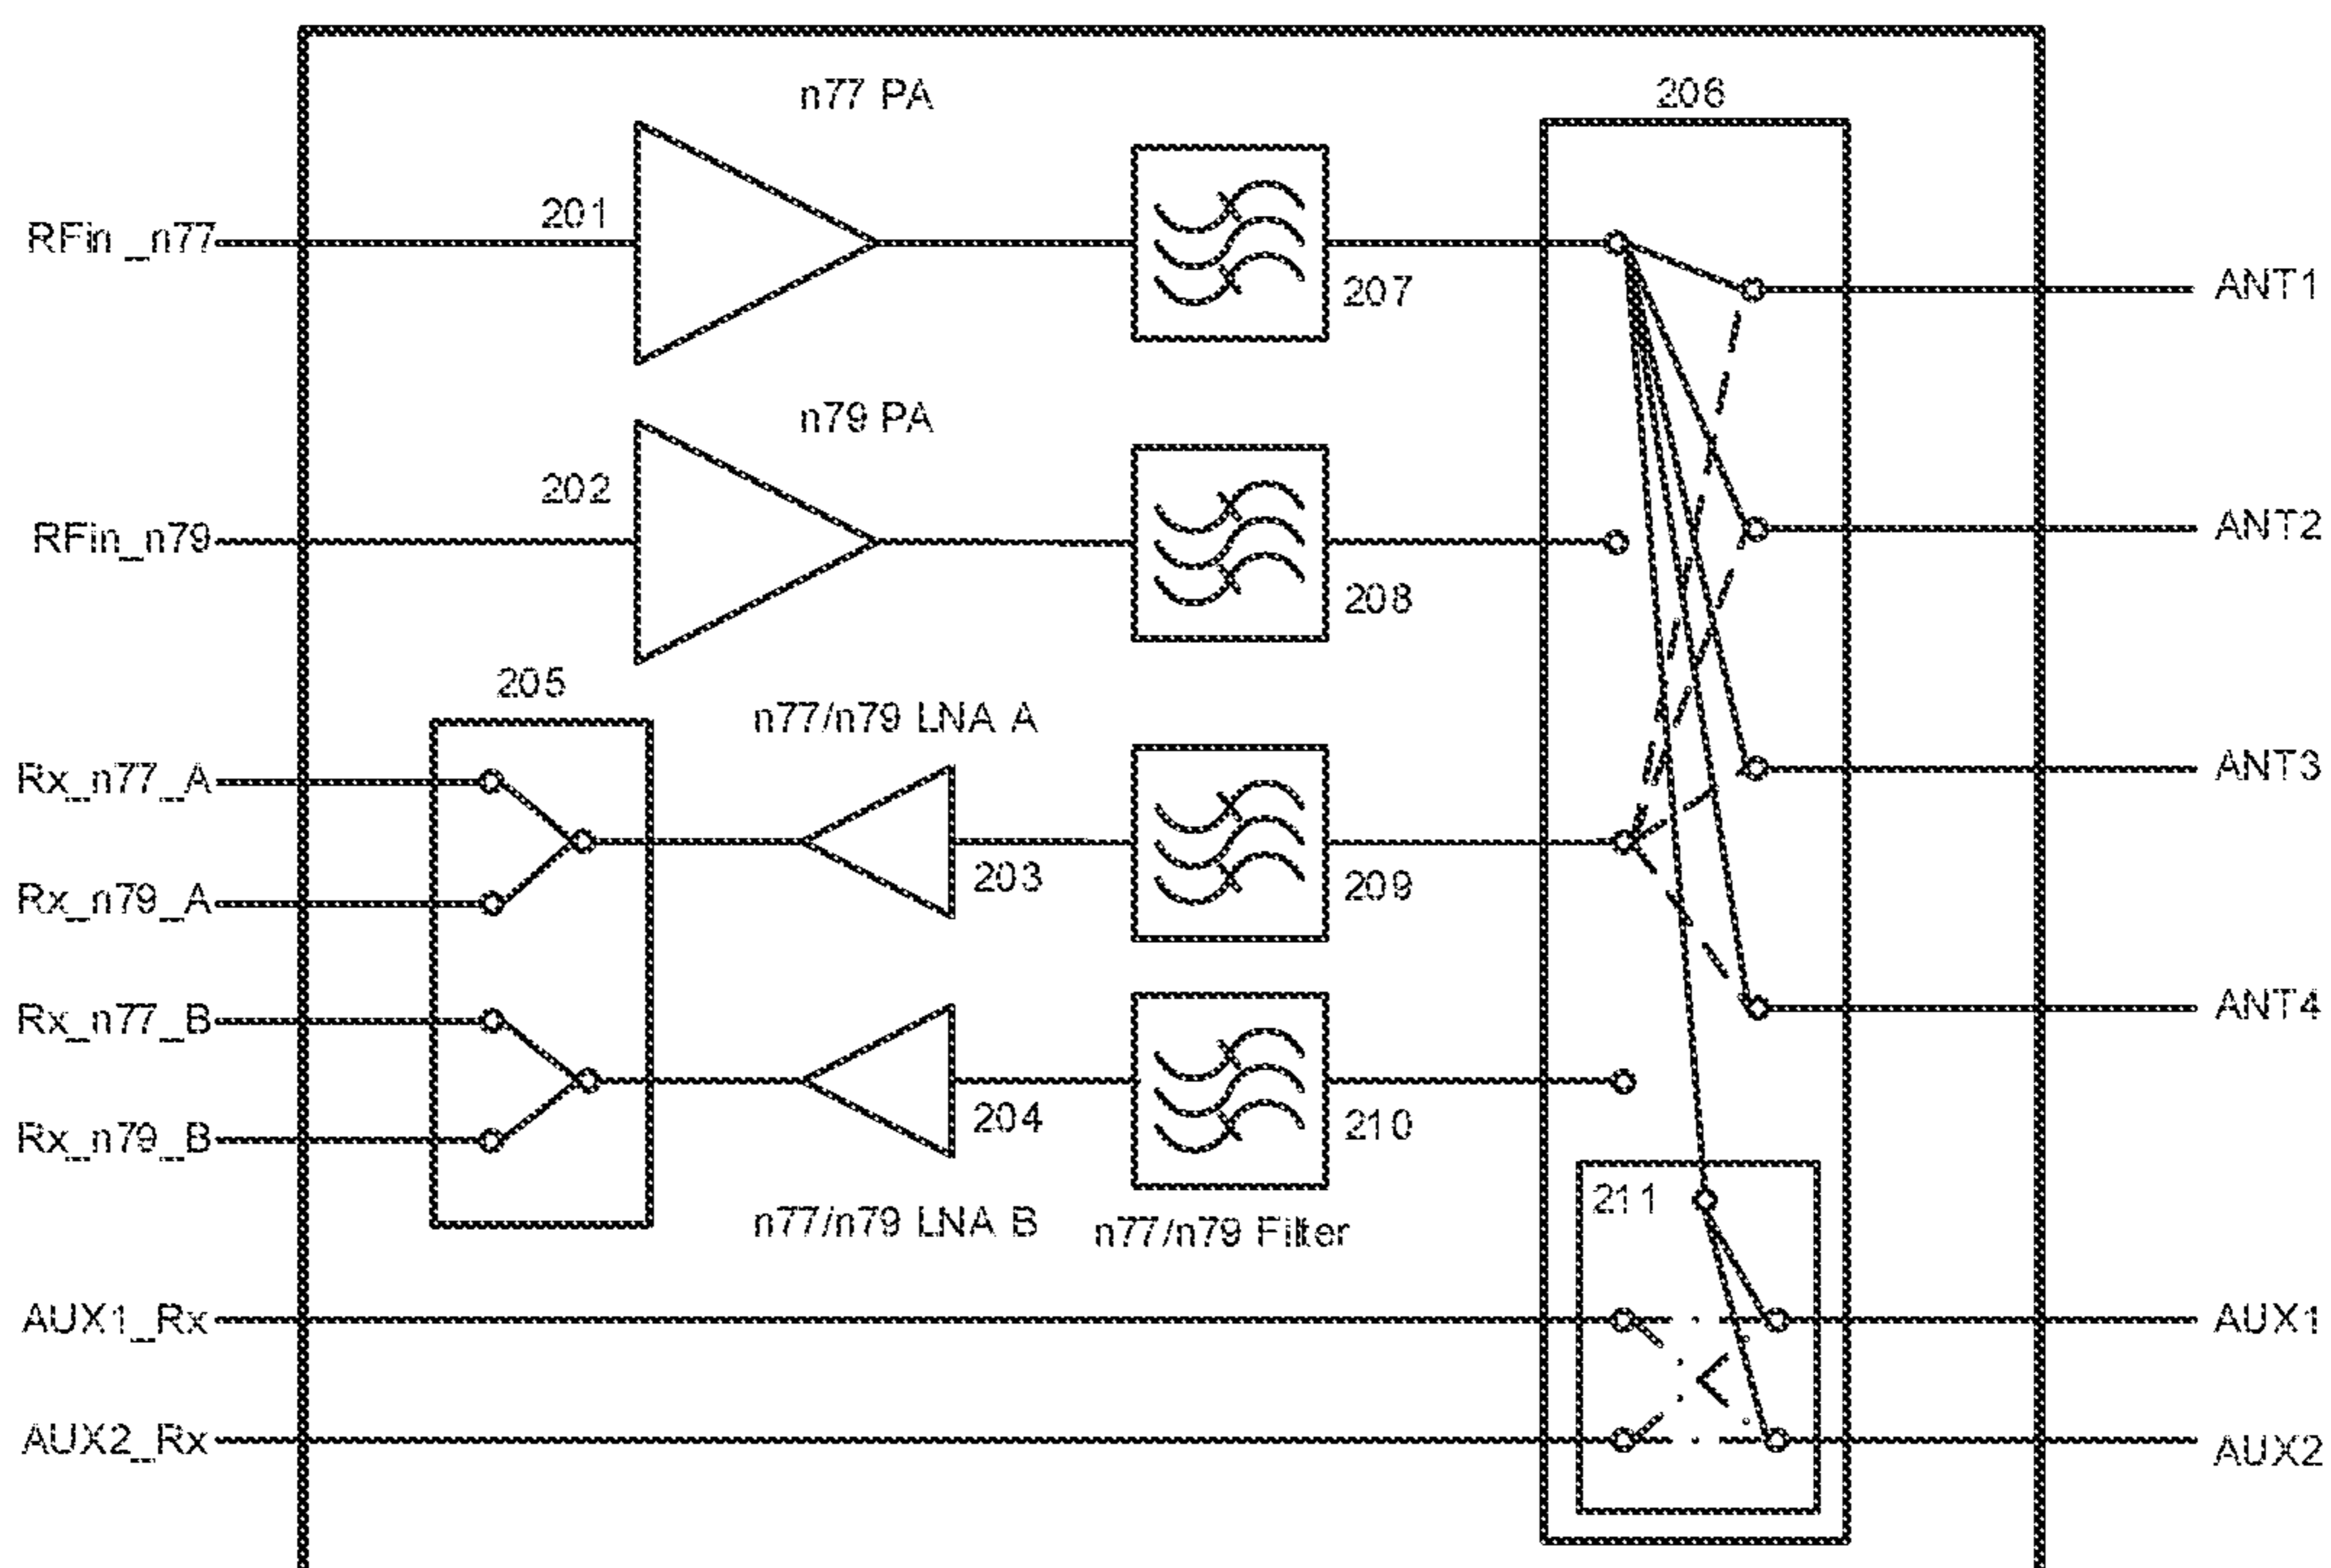 n77 PA
206
201
RFin _n77
207
ANT1
n79 PA
202
RFin_n79
208
ANT2
205
n77/n79 LNA A
Rx_n77_A
ANT3
203
209
Rx_n79_A
Rx_n77_B
ANT4
204
210
Rx_n79_B
211
n77/n79 LNA B
n77/n79 Filter
AUX1_Rx
AUX1
AUX2_Rx
AUX2